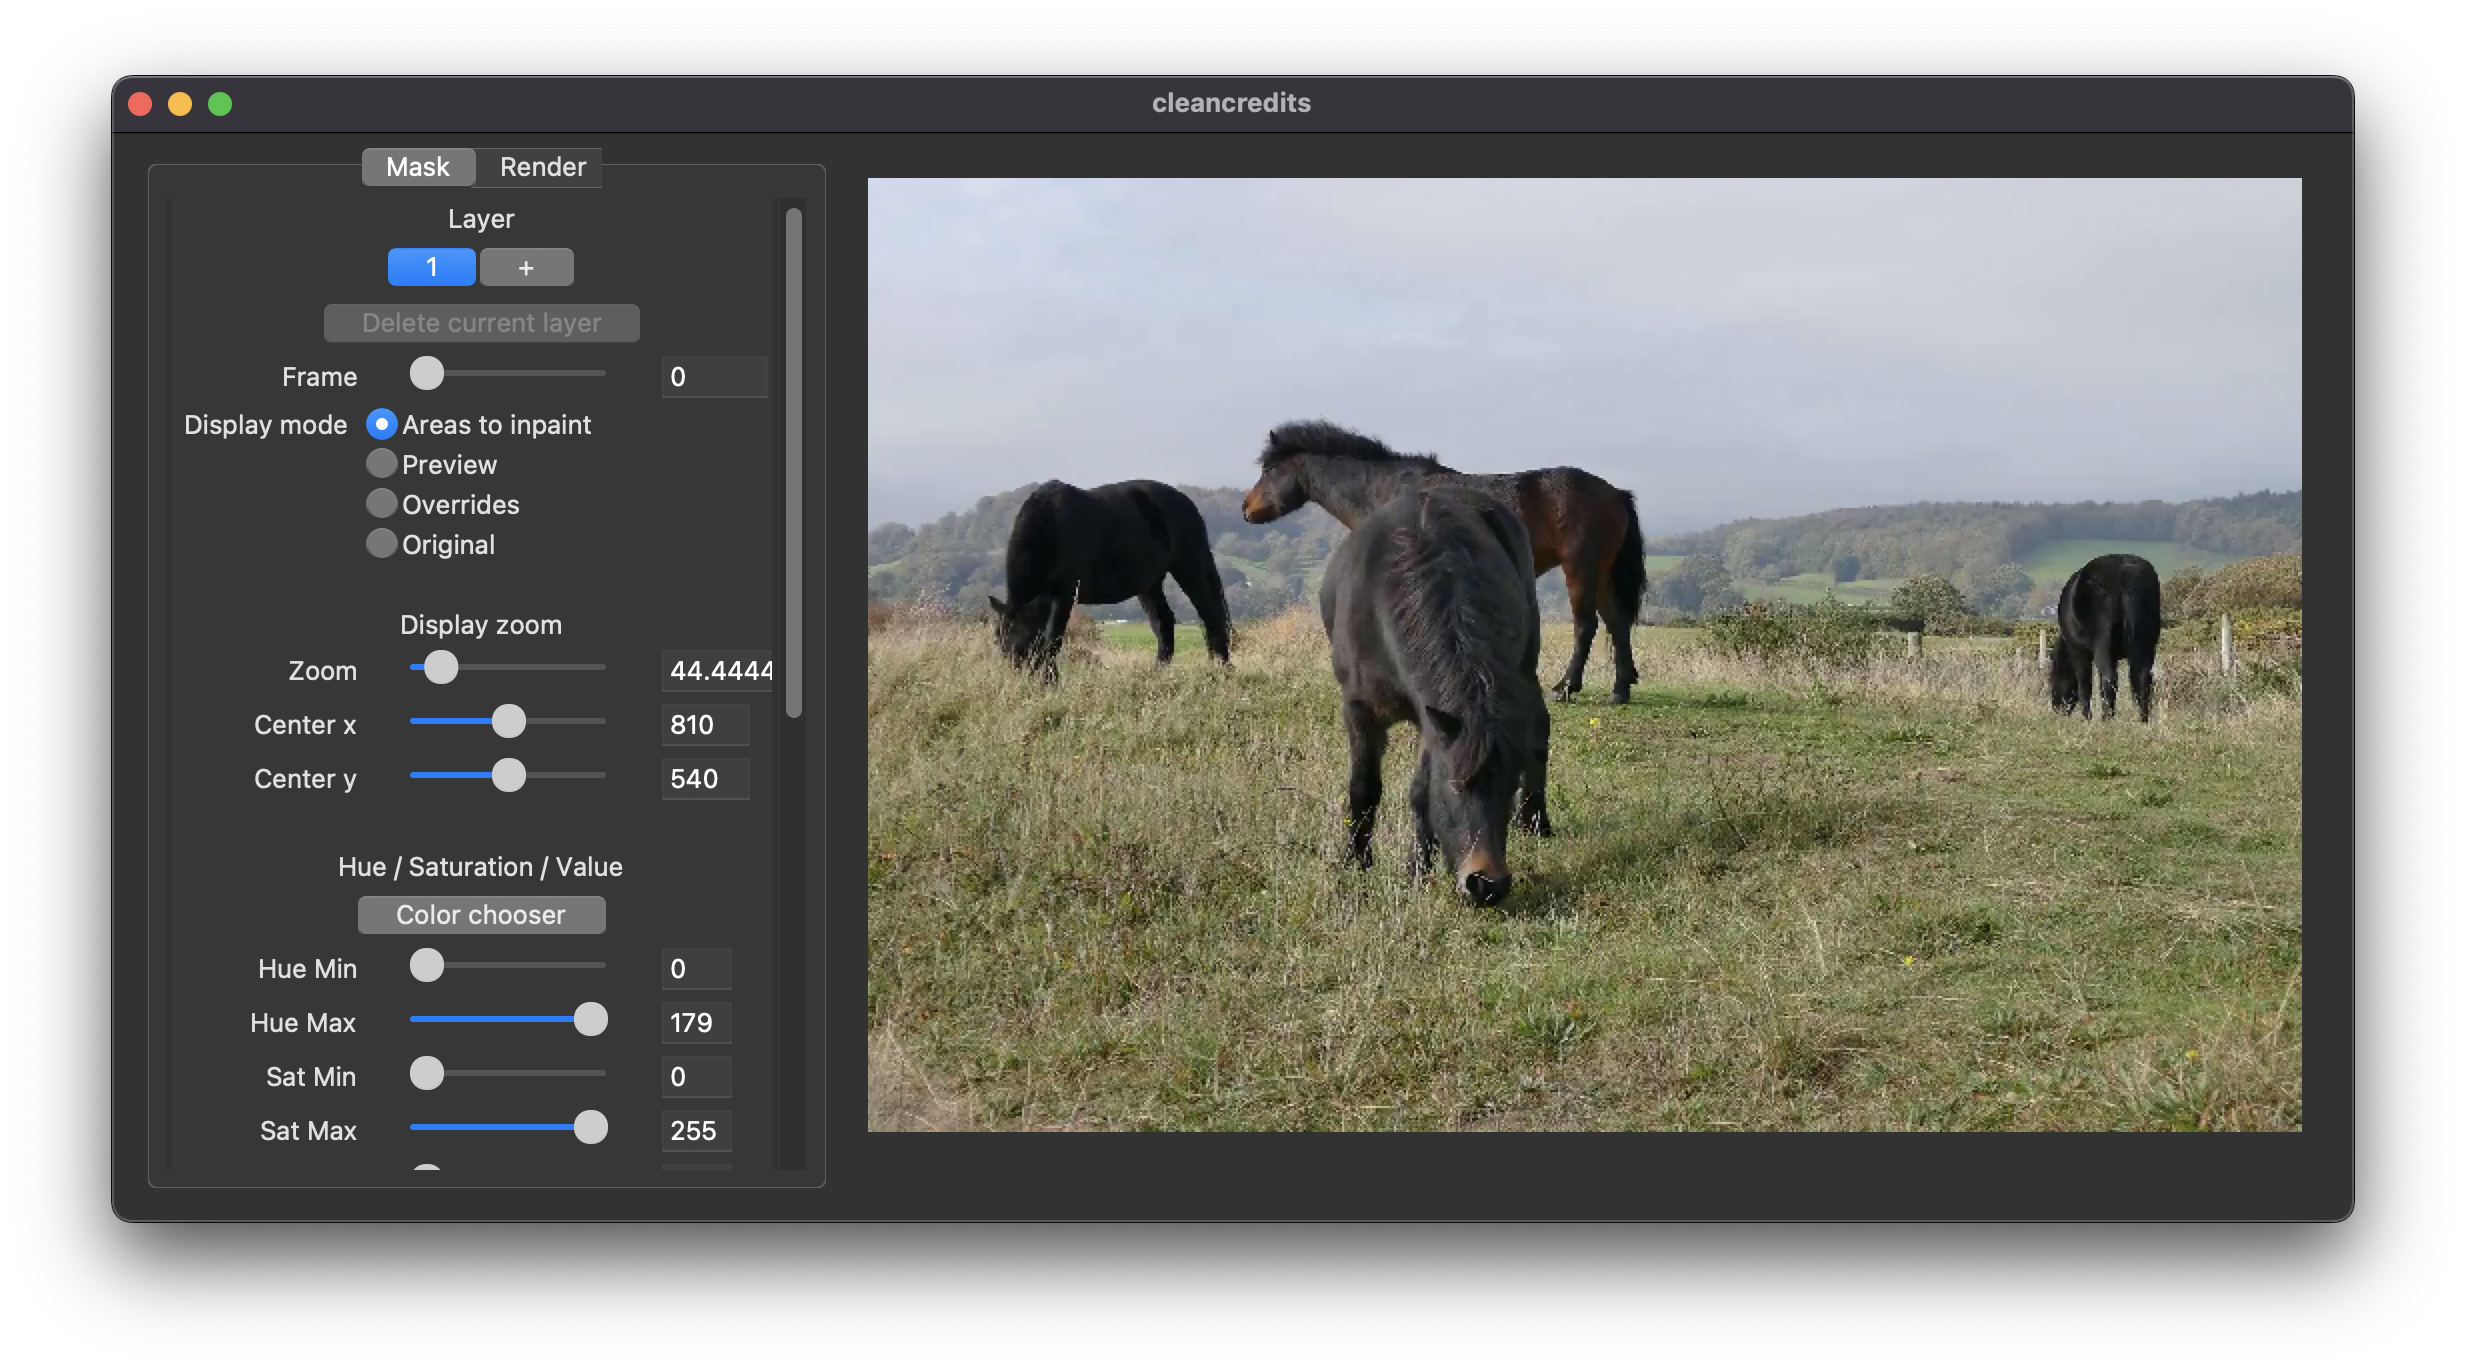 cleancredits
Mask Render
Layer
1 +
Delete current layer
Frame 0
Display mode Areas to inpaint
Preview
Overrides
Original
Display zoom
Zoom 44.4444
Center x 810
Center y 540
Hue / Saturation / Value
Color chooser
Hue Min 0
Hue Max 179
Sat Min 0
Sat Max 255